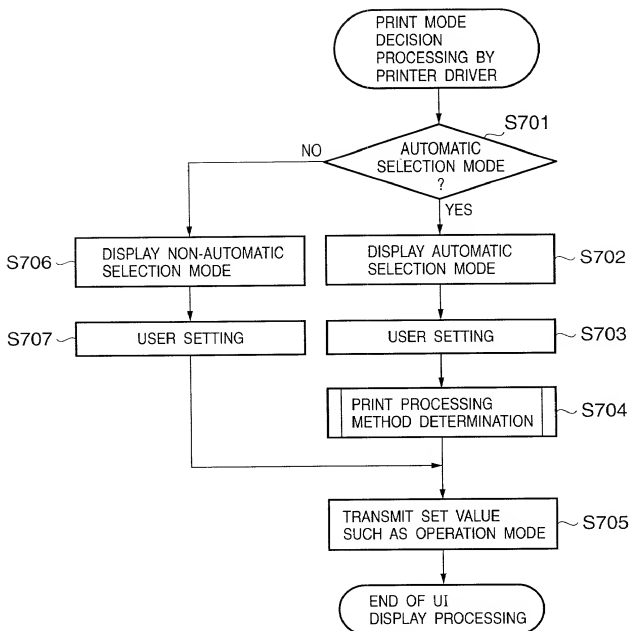 PRINT MODE
DECISION
PROCESSING BY
PRINTER DRIVER
S701
AUTOMATIC
SELECTION MODE
?
NO
YES
S706
DISPLAY NON-AUTOMATIC
SELECTION MODE
DISPLAY AUTOMATIC
SELECTION MODE
S702
S707
USER SETTING
USER SETTING
S703
PRINT PROCESSING
METHOD DETERMINATION
S704
TRANSMIT SET VALUE
SUCH AS OPERATION MODE
S705
END OF UI
DISPLAY PROCESSING